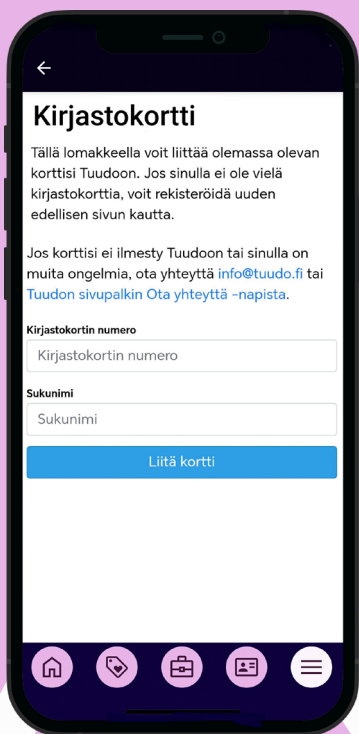 Kirjastokortti
Tällä lomakkeella voit liittää olemassa olevan
korttisi Tuudoon. Jos sinulla ei ole vielä
kirjastokorttia, voit rekisteröidä uuden
edellisen sivun kautta.
Jos korttisi ei ilmesty Tuudoon tai sinulla on
muita ongelmia, ota yhteyttä info@tuudo.fi tai
Tuudon sivupalkin Ota yhteyttä -napista.
Kirjastokortin numero
Kirjastokortin numero
Sukunimi
Sukunimi
Liitä kortti